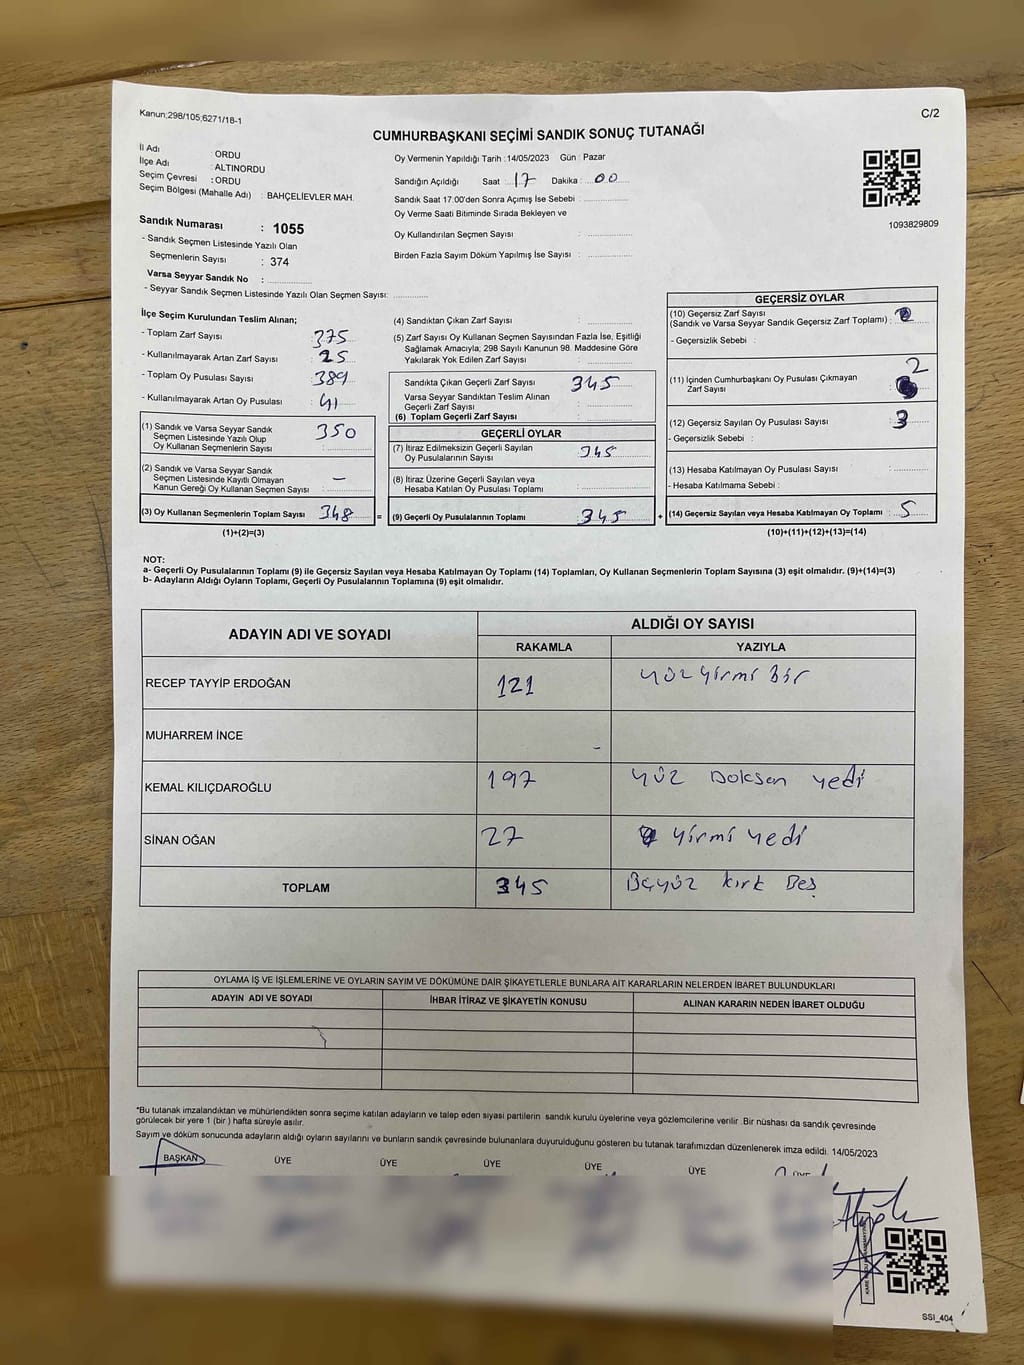 Kanun;298/105;6271/18-1
C/2
CUMHURBAŞKANI SEÇİMİ SANDIK SONUÇ TUTANAĞI
İl Adı : ORDU
İlçe Adı : ALTINORDU
Seçim Çevresi : ORDU
Seçim Bölgesi (Mahalle Adı) : BAHÇELİEVLER MAH.
Oy Vermenin Yapıldığı Tarih :14/05/2023 Gün : Pazar
Sandığın Açıldığı Saat : 17 Dakika : 00
Sandık Saat 17:00'den Sonra Açımış İse Sebebi :
Oy Verme Saati Bitiminde Sırada Bekleyen ve
Oy Kullandırılan Seçmen Sayısı :
Birden Fazla Sayım Döküm Yapılmış İse Sayısı :
1093829809
Sandık Numarası : 1055
- Sandık Seçmen Listesinde Yazılı Olan
Seçmenlerin Sayısı : 374
Varsa Seyyar Sandık No :
- Seyyar Sandık Seçmen Listesinde Yazılı Olan Seçmen Sayısı:
İlçe Seçim Kurulundan Teslim Alınan;
- Toplam Zarf Sayısı : 375
- Kullanılmayarak Artan Zarf Sayısı : 25
- Toplam Oy Pusulası Sayısı : 389
- Kullanılmayarak Artan Oy Pusulası : 41
(1) Sandık ve Varsa Seyyar Sandık
Seçmen Listesinde Yazılı Olup
Oy Kullanan Seçmenlerin Sayısı : 350
(2) Sandık ve Varsa Seyyar Sandık
Seçmen Listesinde Kayıtlı Olmayan
Kanun Gereği Oy Kullanan Seçmen Sayısı : –
(3) Oy Kullanan Seçmenlerin Toplam Sayısı 348 =
(1)+(2)=(3)
(4) Sandıktan Çıkan Zarf Sayısı :
(5) Zarf Sayısı Oy Kullanan Seçmen Sayısından Fazla İse, Eşitliği
Sağlamak Amacıyla; 298 Sayılı Kanunun 98. Maddesine Göre
Yakılarak Yok Edilen Zarf Sayısı :
Sandıkta Çıkan Geçerli Zarf Sayısı 345
Varsa Seyyar Sandıktan Teslim Alınan
Geçerli Zarf Sayısı :
(6) Toplam Geçerli Zarf Sayısı :
GEÇERLİ OYLAR
(7) İtiraz Edilmeksizin Geçerli Sayılan
Oy Pusulalarının Sayısı : 345
(8) İtiraz Üzerine Geçerli Sayılan veya
Hesaba Katılan Oy Pusulası Toplamı :
(9) Geçerli Oy Pusulalarının Toplamı : 345 +
GEÇERSİZ OYLAR
(10) Geçersiz Zarf Sayısı
(Sandık ve Varsa Seyyar Sandık Geçersiz Zarf Toplamı) :
- Geçersizlik Sebebi :
2
(11) İçinden Cumhurbaşkanı Oy Pusulası Çıkmayan
Zarf Sayısı :
(12) Geçersiz Sayılan Oy Pusulası Sayısı : 3
- Geçersizlik Sebebi :
(13) Hesaba Katılmayan Oy Pusulası Sayısı :
- Hesaba Katılmama Sebebi :
(14) Geçersiz Sayılan veya Hesaba Katılmayan Oy Toplamı : 5
(10)+(11)+(12)+(13)=(14)
NOT:
a- Geçerli Oy Pusulalarının Toplamı (9) ile Geçersiz Sayılan veya Hesaba Katılmayan Oy Toplamı (14) Toplamları, Oy Kullanan Seçmenlerin Toplam Sayısına (3) eşit olmalıdır. (9)+(14)=(3)
b- Adayların Aldığı Oyların Toplamı, Geçerli Oy Pusulalarının Toplamına (9) eşit olmalıdır.
ADAYIN ADI VE SOYADI
ALDIĞI OY SAYISI
RAKAMLA YAZIYLA
RECEP TAYYIP ERDOĞAN 121 Yüz Yirmi Bir
MUHARREM İNCE -
KEMAL KILIÇDAROĞLU 197 Yüz Doksan Yedi
SİNAN OĞAN 27 Yirmi Yedi
TOPLAM 345 Üçyüz Kırk Beş
OYLAMA İŞ VE İŞLEMLERİNE VE OYLARIN SAYIM VE DÖKÜMÜNE DAİR ŞİKAYETLERLE BUNLARA AİT KARARLARIN NELERDEN İBARET BULUNDUKLARI
ADAYIN ADI VE SOYADI İHBAR İTİRAZ VE ŞİKAYETİN KONUSU ALINAN KARARIN NEDEN İBARET OLDUĞU
*Bu tutanak imzalandıktan ve mühürlendikten sonra seçime katılan adayların ve talep eden siyasi partilerin sandık kurulu üyelerine veya gözlemcilerine verilir .Bir nüshası da sandık çevresinde
görülecek bir yere 1 (bir ) hafta süreyle asılır.
Sayım ve döküm sonucunda adayların aldığı oyların sayılarını ve bunların sandık çevresinde bulunanlara duyurulduğunu gösteren bu tutanak tarafımızdan düzenlenerek imza edildi. 14/05/2023
BAŞKAN ÜYE ÜYE ÜYE ÜYE ÜYE
SSI_404